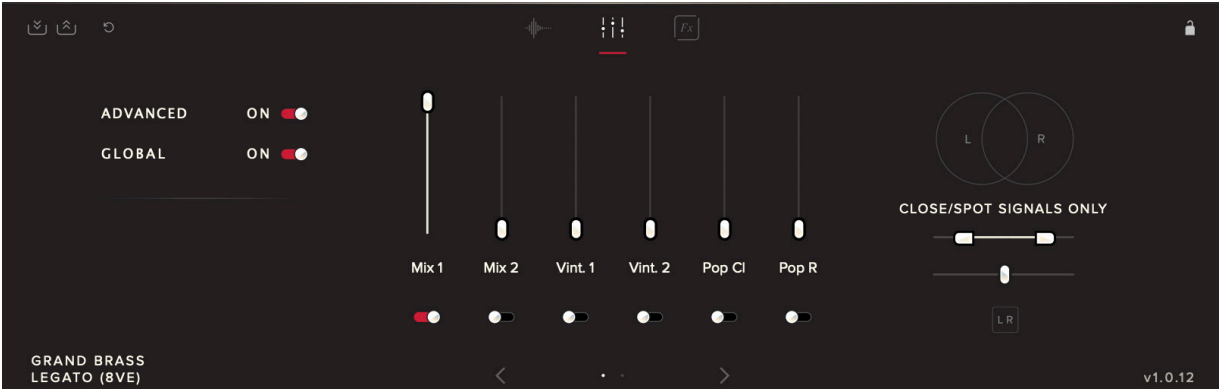 Fx
ADVANCED ON
GLOBAL ON
L R
CLOSE/SPOT SIGNALS ONLY
Mix 1 Mix 2 Vint. 1 Vint. 2 Pop Cl Pop R
L R
GRAND BRASS
LEGATO (8VE)
v1.0.12